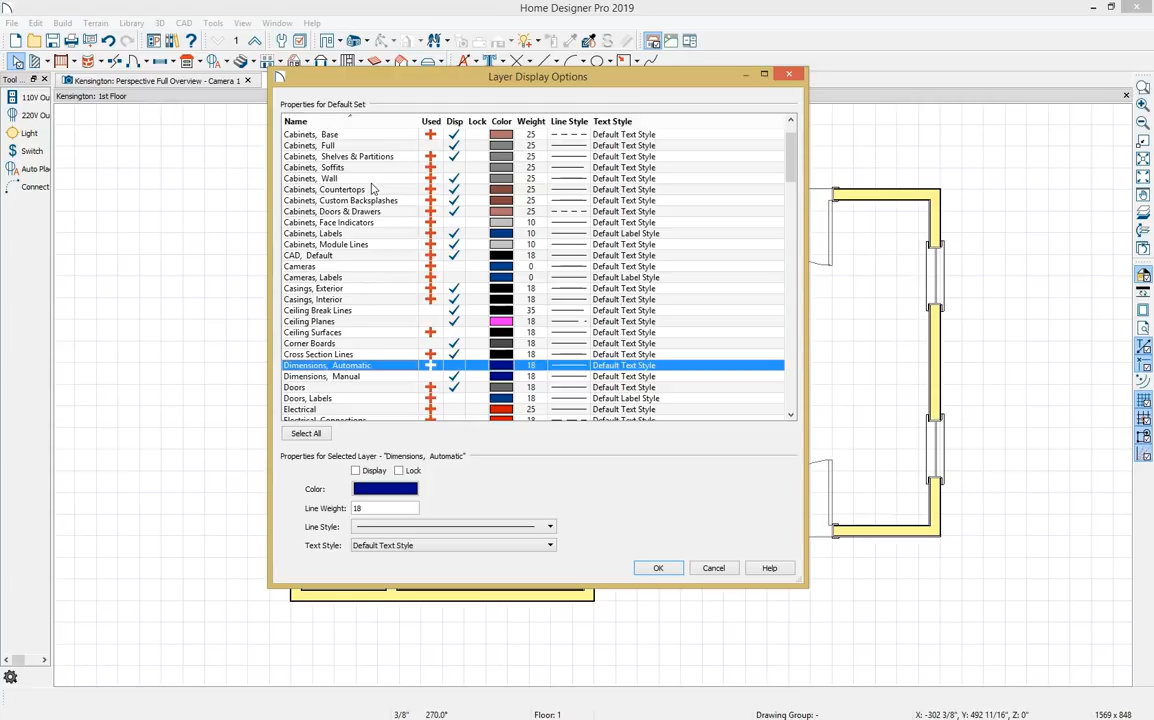 Home Designer Pro 2019
File Edit Build Terrain Library 3D CAD Tools View Window Help
1
Tool ...
Kensington: Perspective Full Overview - Camera 1
Kensington: 1st Floor
110V Ou
220V Ou
Light
Switch
Auto Pla
Connect
Layer Display Options
Properties for Default Set
Name Used Disp Lock Color Weight Line Style Text Style
Cabinets, Base 25 Default Text Style
Cabinets, Full 25 Default Text Style
Cabinets, Shelves & Partitions 25 Default Text Style
Cabinets, Soffits 25 Default Text Style
Cabinets, Wall 25 Default Text Style
Cabinets, Countertops 25 Default Text Style
Cabinets, Custom Backsplashes 25 Default Text Style
Cabinets, Doors & Drawers 25 Default Text Style
Cabinets, Face Indicators 10 Default Text Style
Cabinets, Labels 10 Default Label Style
Cabinets, Module Lines 10 Default Text Style
CAD, Default 18 Default Text Style
Cameras 0 Default Text Style
Cameras, Labels 0 Default Label Style
Casings, Exterior 18 Default Text Style
Casings, Interior 18 Default Text Style
Ceiling Break Lines 35 Default Text Style
Ceiling Planes 18 Default Text Style
Ceiling Surfaces 18 Default Text Style
Corner Boards 18 Default Text Style
Cross Section Lines 18 Default Text Style
Dimensions, Automatic 18 Default Text Style
Dimensions, Manual 18 Default Text Style
Doors 18 Default Text Style
Doors, Labels 18 Default Label Style
Electrical 25 Default Text Style
Electrical, Connections 18 Default Text Style
Select All
Properties for Selected Layer - "Dimensions, Automatic"
Display Lock
Color:
Line Weight: 18
Line Style:
Text Style: Default Text Style
OK Cancel Help
3/8" 270.0° Floor: 1 Drawing Group: - X: -302 3/8", Y: 492 11/16", Z: 0" 1569 x 848